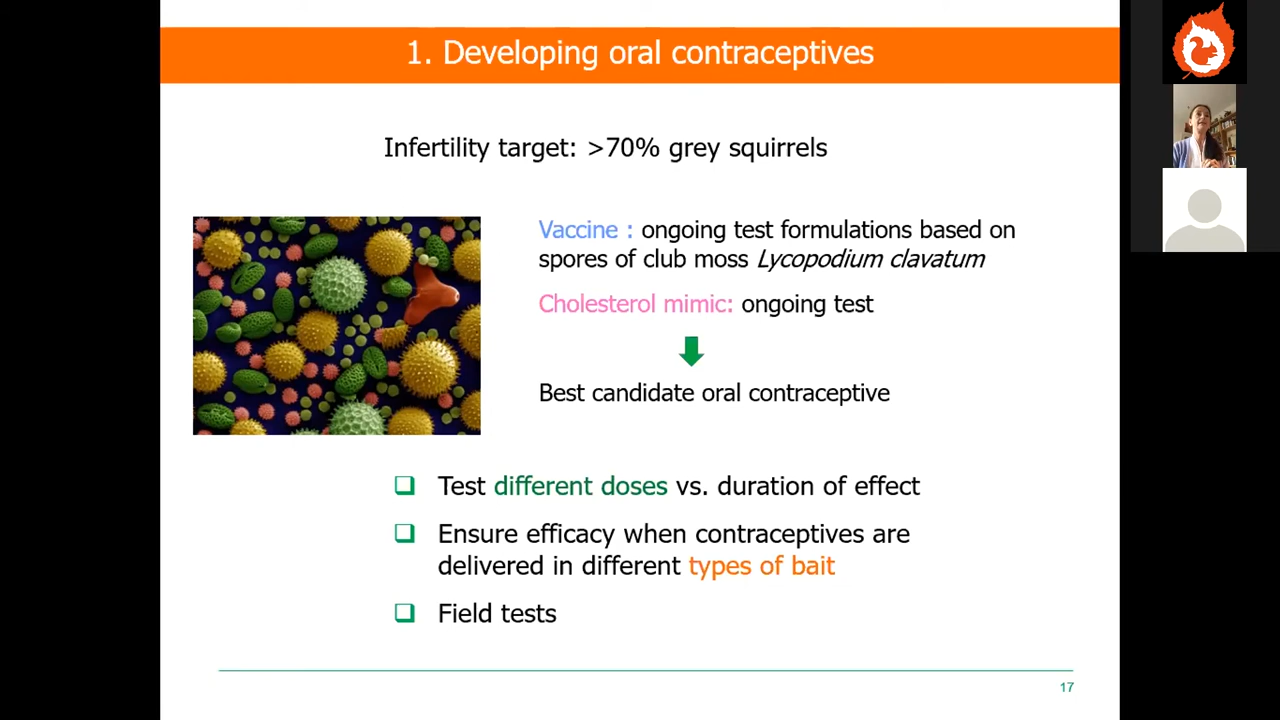 1. Developing oral contraceptives
Infertility target: >70% grey squirrels
Vaccine : ongoing test formulations based on
spores of club moss Lycopodium clavatum
Cholesterol mimic: ongoing test
Best candidate oral contraceptive
Test different doses vs. duration of effect
Ensure efficacy when contraceptives are
delivered in different types of bait
Field tests
17